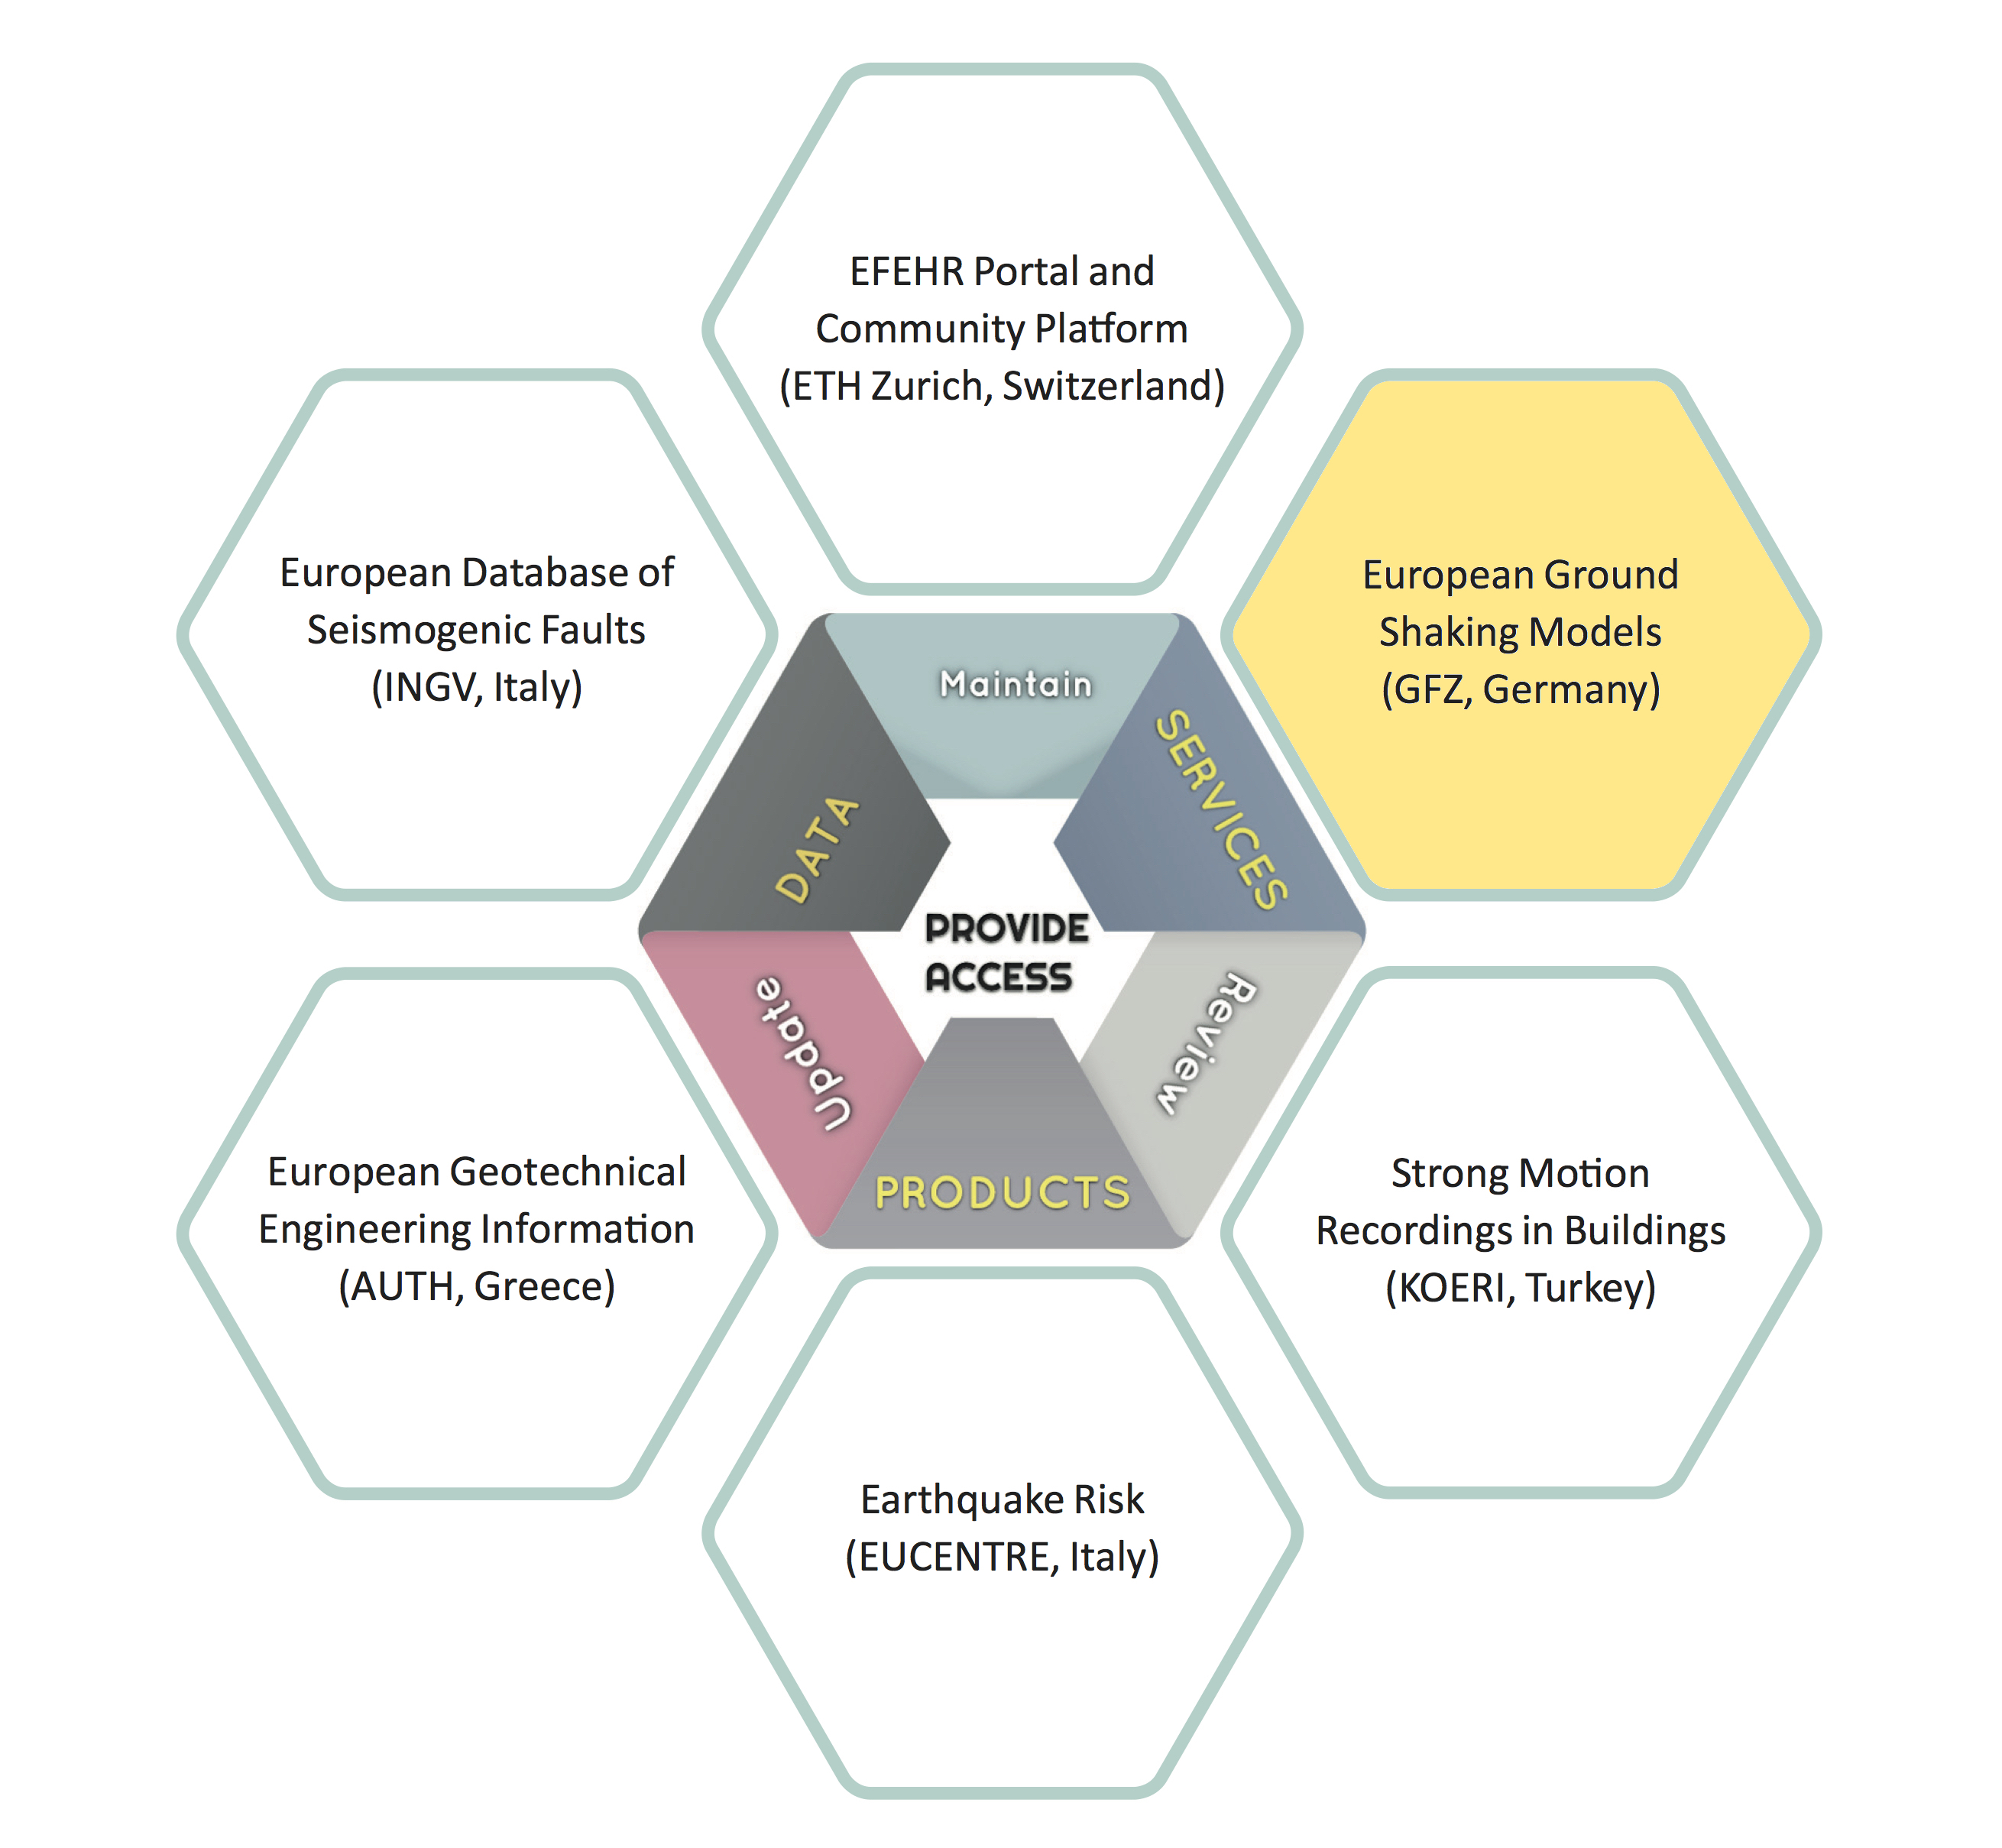 EFEHR Portal and
Community Platform
(ETH Zurich, Switzerland)
European Database of
Seismogenic Faults
(INGV, Italy)
European Ground
Shaking Models
(GFZ, Germany)
Maintain
SERVICES
DATA
PROVIDE
ACCESS
Update
Review
PRODUCTS
European Geotechnical
Engineering Information
(AUTH, Greece)
Strong Motion
Recordings in Buildings
(KOERI, Turkey)
Earthquake Risk
(EUCENTRE, Italy)